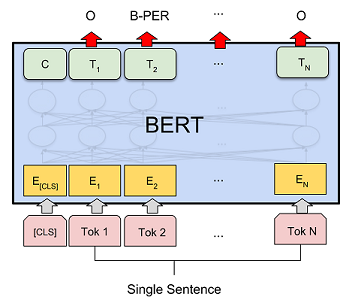 O B-PER ... O
C T1 T2 ... TN
...
...
BERT
E[CLS] E1 E2 ... EN
[CLS] Tok 1 Tok 2 ... Tok N
Single Sentence